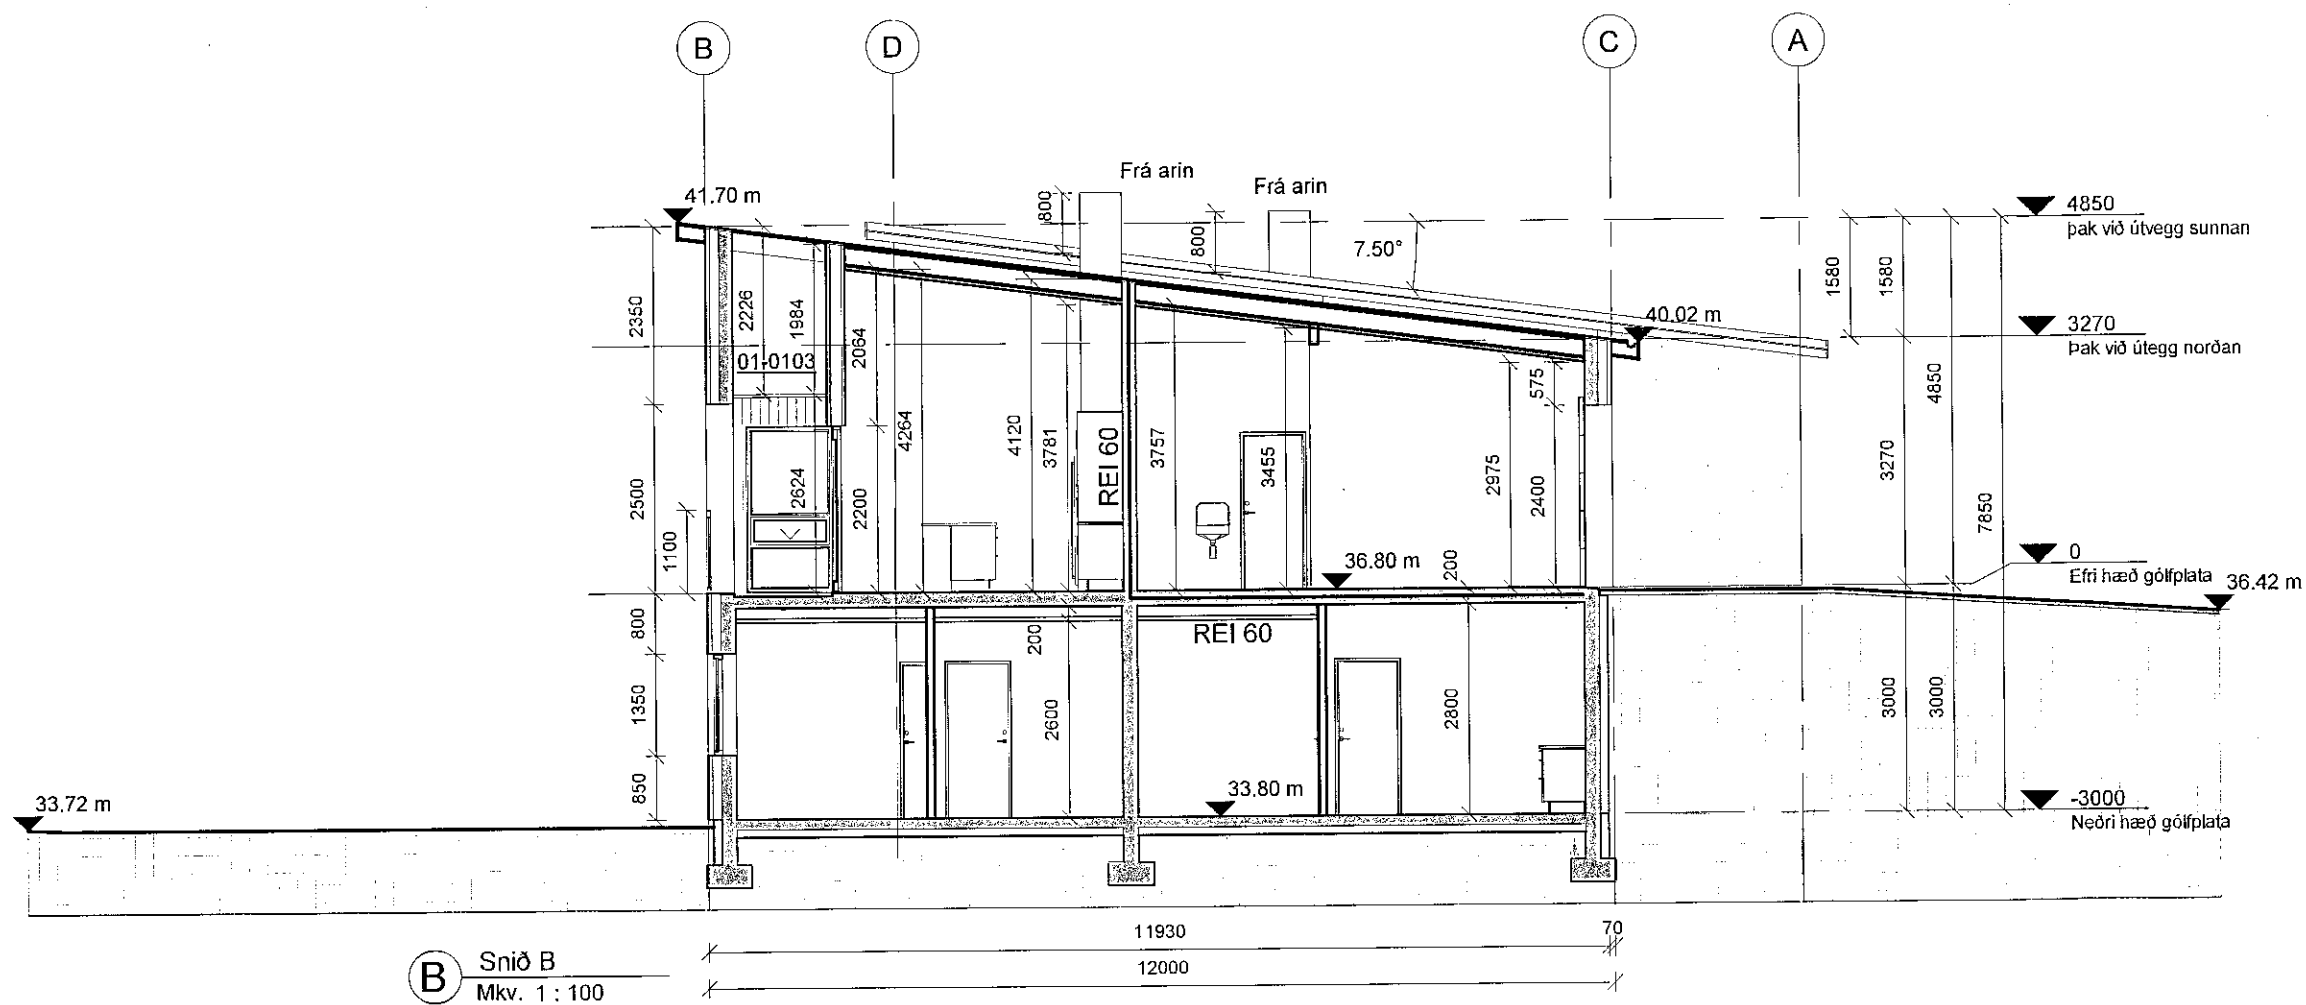 B
D
C
A
Frá arin
Frá arin
41.70 m
800
800
7.50°
4850
þak við útvegg sunnan
40.02 m
3270
Þak við útegg norðan
1580
1580
2350
2226
1984
2064
01-0103
575
4850
4264
4120
3781
REI 60
3757
3455
2975
2400
3270
7850
2500
2624
2200
1100
36.80 m
200
0
Efri hæð gólfplata
36.42 m
800
200
REI 60
1350
2600
2800
3000
3000
850
33.80 m
33.72 m
-3000
Neðri hæð gólfplata
11930
70
12000
B
Snið B
Mkv. 1 : 100